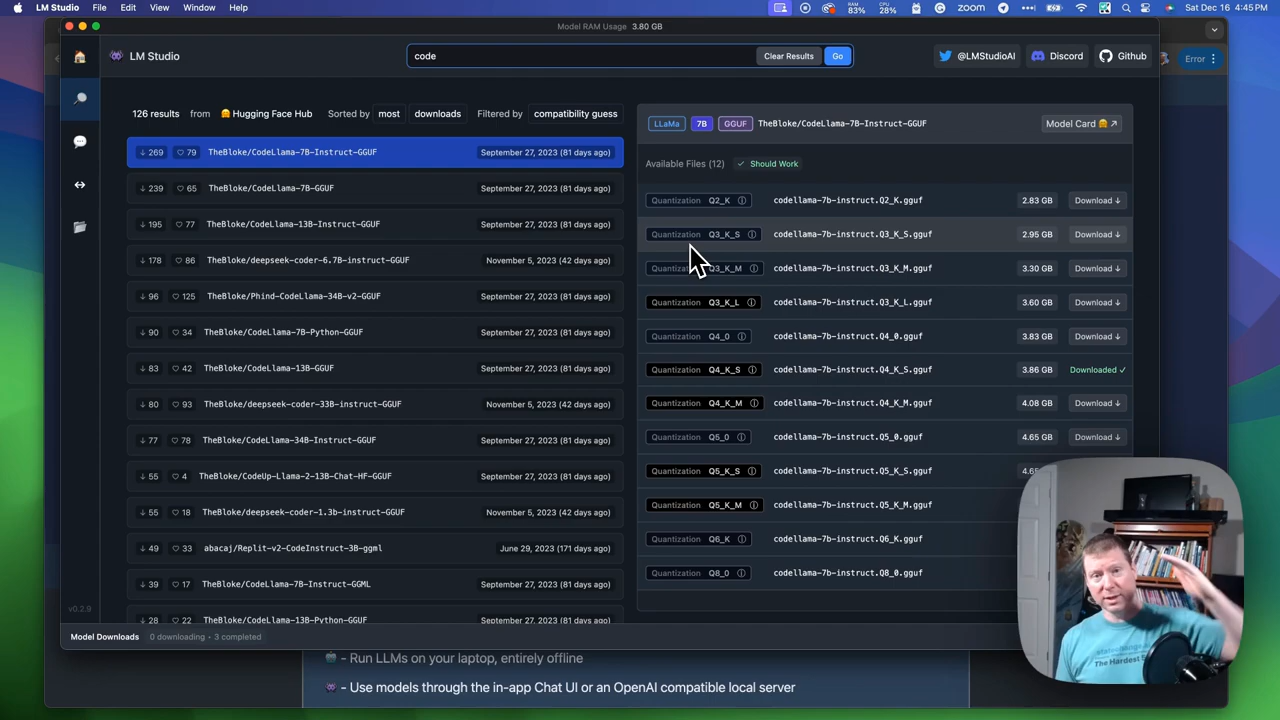 LM Studio File Edit View Window Help
RAM 83% CPU 28% zoom Sat Dec 16 4:45 PM
Model RAM Usage 3.80 GB
LM Studio
code
Clear Results
Go
@LMStudioAI
Discord
Github
Error
126 results from Hugging Face Hub Sorted by most downloads Filtered by compatibility guess
269 79 TheBloke/CodeLlama-7B-Instruct-GGUF September 27, 2023 (81 days ago)
239 65 TheBloke/CodeLlama-7B-GGUF September 27, 2023 (81 days ago)
195 77 TheBloke/CodeLlama-13B-Instruct-GGUF September 27, 2023 (81 days ago)
178 86 TheBloke/deepseek-coder-6.7B-instruct-GGUF November 5, 2023 (42 days ago)
96 125 TheBloke/Phind-CodeLlama-34B-v2-GGUF September 27, 2023 (81 days ago)
90 34 TheBloke/CodeLlama-7B-Python-GGUF September 27, 2023 (81 days ago)
83 42 TheBloke/CodeLlama-13B-GGUF September 27, 2023 (81 days ago)
80 93 TheBloke/deepseek-coder-33B-instruct-GGUF November 5, 2023 (42 days ago)
77 78 TheBloke/CodeLlama-34B-Instruct-GGUF September 27, 2023 (81 days ago)
55 4 TheBloke/CodeUp-Llama-2-13B-Chat-HF-GGUF September 27, 2023 (81 days ago)
55 18 TheBloke/deepseek-coder-1.3b-instruct-GGUF November 5, 2023 (42 days ago)
49 33 abacaj/Replit-v2-CodeInstruct-3B-ggml June 29, 2023 (171 days ago)
39 17 TheBloke/CodeLlama-7B-Instruct-GGML September 27, 2023 (81 days ago)
28 22 TheBloke/CodeLlama-13B-Python-GGUF September 27, 2023 (81 days ago)
LLaMa 7B GGUF TheBloke/CodeLlama-7B-Instruct-GGUF Model Card
Available Files (12) Should Work
Quantization Q2_K codellama-7b-instruct.Q2_K.gguf 2.83 GB Download
Quantization Q3_K_S codellama-7b-instruct.Q3_K_S.gguf 2.95 GB Download
Quantization Q3_K_M codellama-7b-instruct.Q3_K_M.gguf 3.30 GB Download
Quantization Q3_K_L codellama-7b-instruct.Q3_K_L.gguf 3.60 GB Download
Quantization Q4_0 codellama-7b-instruct.Q4_0.gguf 3.83 GB Download
Quantization Q4_K_S codellama-7b-instruct.Q4_K_S.gguf 3.86 GB Downloaded
Quantization Q4_K_M codellama-7b-instruct.Q4_K_M.gguf 4.08 GB Download
Quantization Q5_0 codellama-7b-instruct.Q5_0.gguf 4.65 GB Download
Quantization Q5_K_S codellama-7b-instruct.Q5_K_S.gguf
Quantization Q5_K_M codellama-7b-instruct.Q5_K_M.gguf
Quantization Q6_K codellama-7b-instruct.Q6_K.gguf
Quantization Q8_0 codellama-7b-instruct.Q8_0.gguf
v0.2.9
Model Downloads 0 downloading • 3 completed
- Run LLMs on your laptop, entirely offline
- Use models through the in-app Chat UI or an OpenAI compatible local server
The Hardest